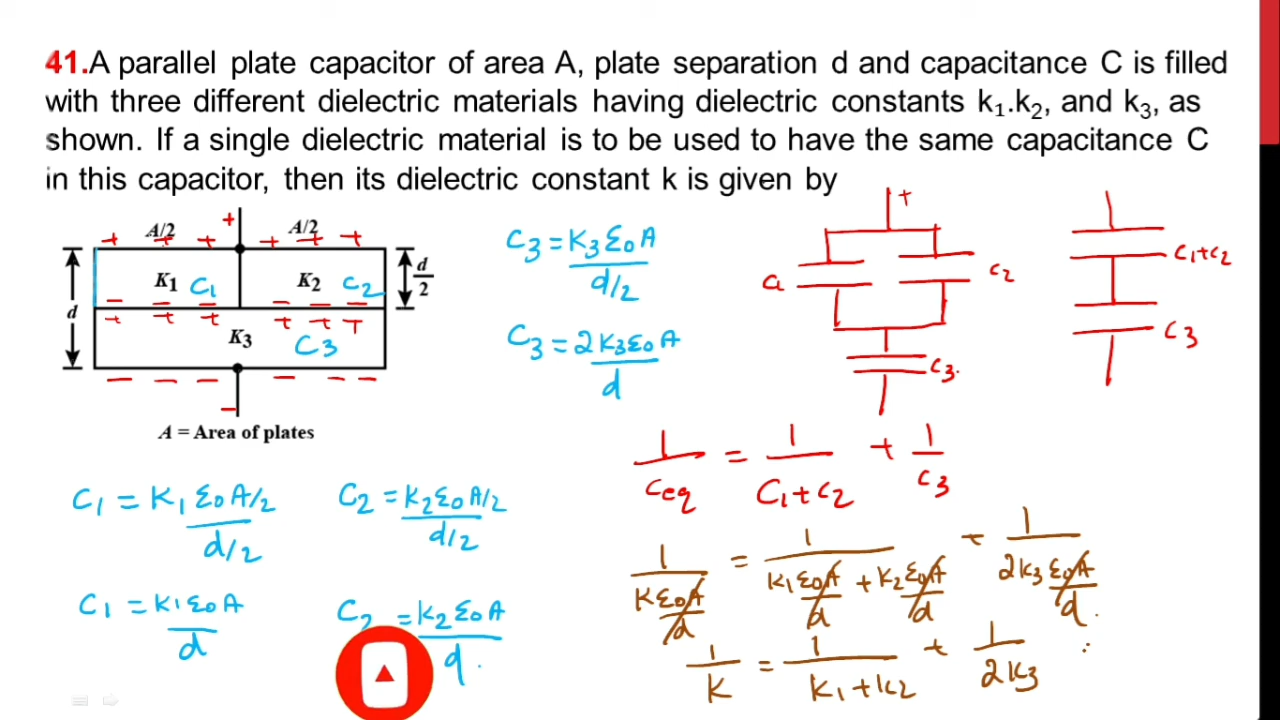 41.A parallel plate capacitor of area A, plate separation d and capacitance C is filled
with three different dielectric materials having dielectric constants k₁.k₂, and k₃, as
shown. If a single dielectric material is to be used to have the same capacitance C
in this capacitor, then its dielectric constant k is given by
A/2 + A/2
+ + + + + +
K₁ C₁ K₂ C₂ d/2
d
− − − − − −
+ + + + + +
K₃ C₃
− − − − − −
−
A = Area of plates
C₃ = K₃ε₀A / d/2
C₃ = 2K₃ε₀A / d
+
C₁ C₂
C₃
C₁+C₂
C₃
C₁ = K₁ε₀A/2 / d/2
C₂ = K₂ε₀A/2 / d/2
C₁ = K₁ε₀A / d
C₂ = K₂ε₀A / d
1/Ceq = 1/C₁+C₂ + 1/C₃
1/Kε₀A/d = 1/K₁ε₀A/d + K₂ε₀A/d + 1/2K₃ε₀A/d
1/K = 1/K₁+K₂ + 1/2K₃